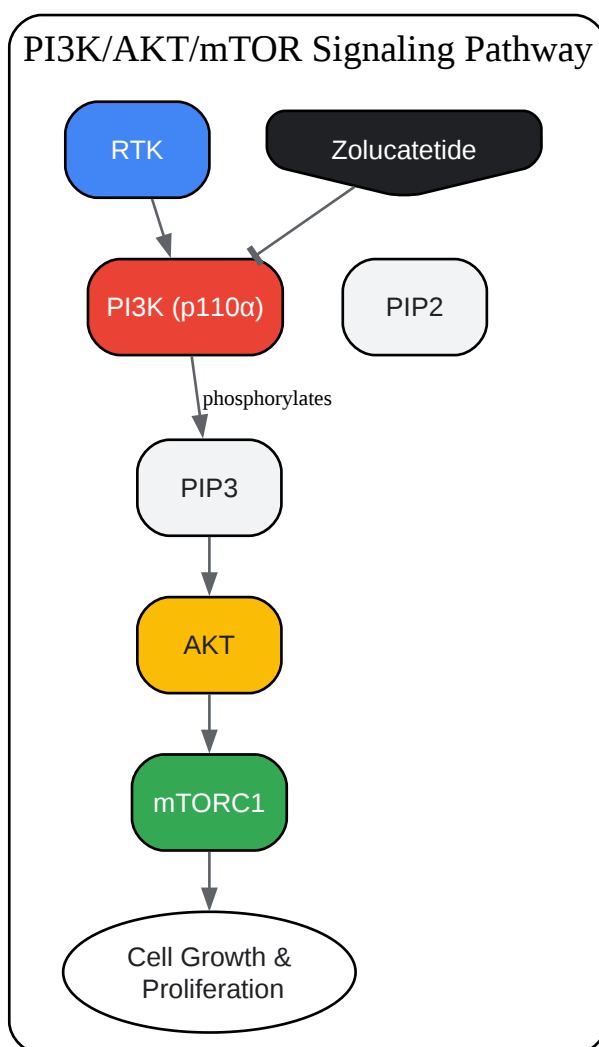 PI3K/AKT/mTOR Signaling Pathway
RTK
Zolucatetide
PI3K (p110α)
PIP2
phosphorylates
PIP3
AKT
mTORC1
Cell Growth &
Proliferation